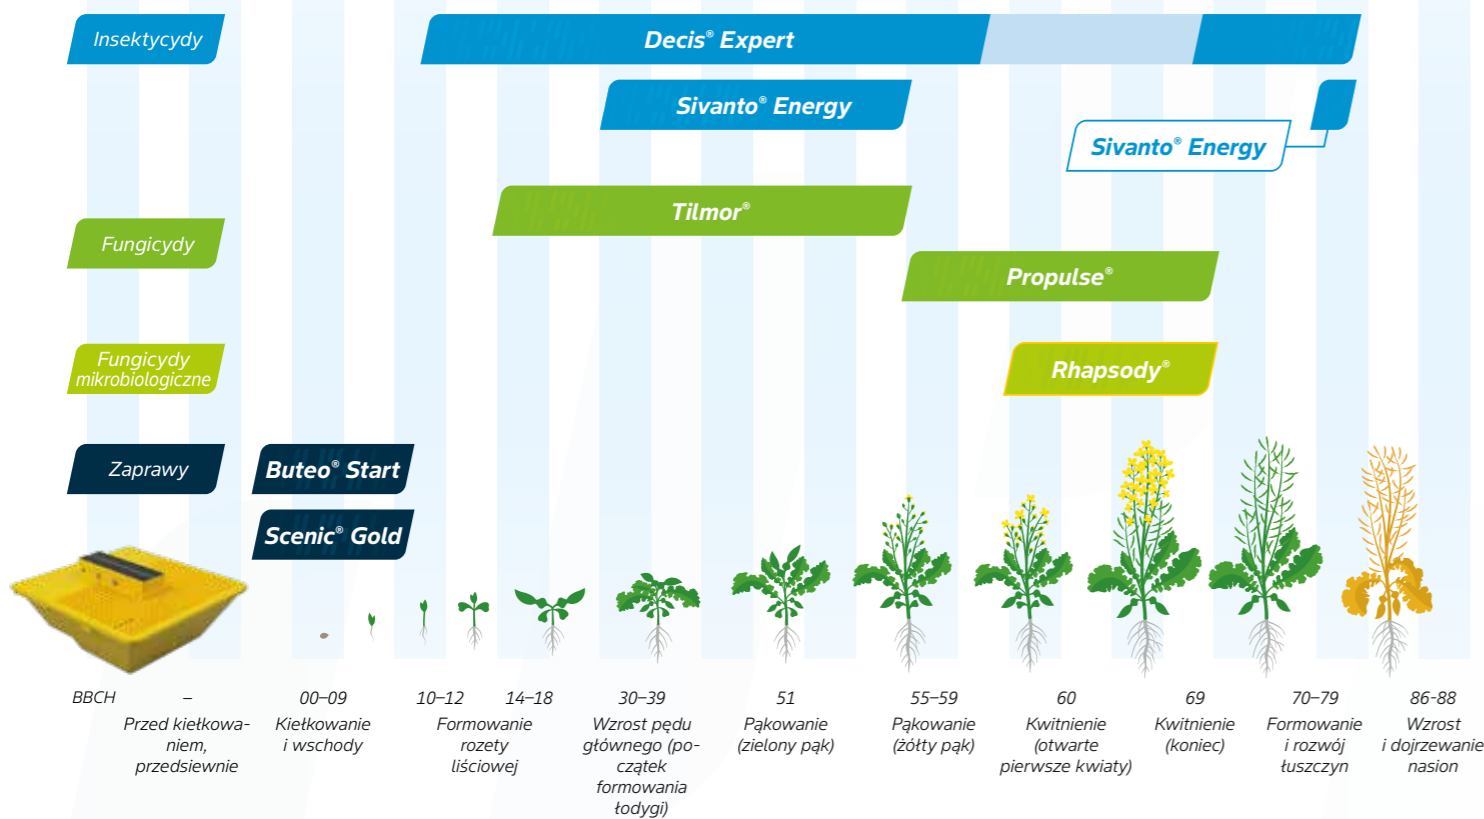 Insektycydy
Decis® Expert
Sivanto® Energy
Sivanto® Energy
Tilmor®
Fungicydy
Propulse®
Fungicydy
mikrobiologiczne
Rhapsody®
Zaprawy
Buteo® Start
Scenic® Gold
BBCH – 00–09 10–12 14–18 30–39 51 55–59 60 69 70–79 86-88
Przed kiełkowa-
niem,
przedsiewnie
Kiełkowanie
i wschody
Formowanie
rozety
liściowej
Wzrost pędu
głównego (po-
czątek
formowania
łodygi)
Pąkowanie
(zielony pąk)
Pąkowanie
(żółty pąk)
Kwitnienie
(otwarte
pierwsze kwiaty)
Kwitnienie
(koniec)
Formowanie
i rozwój
łuszczyn
Wzrost
i dojrzewanie
nasion